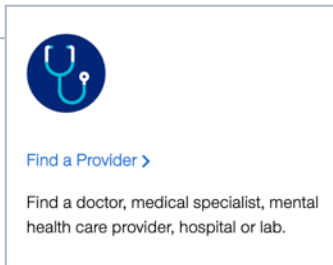 Find a Provider >
Find a doctor, medical specialist, mental
health care provider, hospital or lab.